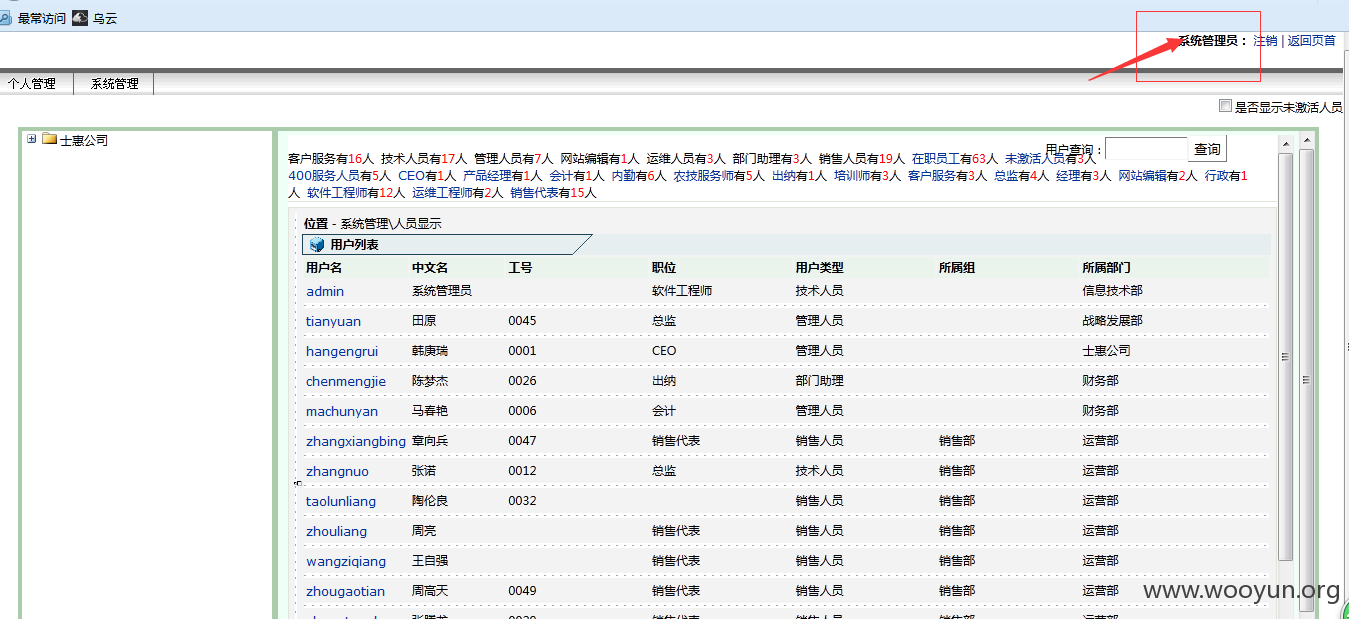 最常访问 乌云
系统管理员： 注销 | 返回页首
个人管理 系统管理
是否显示未激活人员
士惠公司
用户查询： 查询
客户服务有16人 技术人员有17人 管理人员有7人 网站编辑有1人 运维人员有3人 部门助理有3人 销售人员有19人 在职员工有63人 未激活人员有3人
400服务人员有5人 CEO有1人 产品经理有1人 会计有1人 内勤有6人 农技服务师有5人 出纳有1人 培训师有3人 客户服务有3人 总监有4人 经理有3人 网站编辑有2人 行政有1
人 软件工程师有12人 运维工程师有2人 销售代表有15人
位置 - 系统管理\人员显示
用户列表
用户名 中文名 工号 职位 用户类型 所属组 所属部门
admin 系统管理员 软件工程师 技术人员 信息技术部
tianyuan 田原 0045 总监 管理人员 战略发展部
hangengrui 韩庚瑞 0001 CEO 管理人员 士惠公司
chenmengjie 陈梦杰 0026 出纳 部门助理 财务部
machunyan 马春艳 0006 会计 管理人员 财务部
zhangxiangbing 章向兵 0047 销售代表 销售人员 销售部 运营部
zhangnuo 张诺 0012 总监 技术人员 销售部 运营部
taolunliang 陶伦良 0032 销售人员 销售部 运营部
zhouliang 周亮 销售代表 销售人员 销售部 运营部
wangziqiang 王自强 销售代表 销售人员 销售部 运营部
zhougaotian 周高天 0049 销售代表 销售人员 销售部 运营部
www.wooyun.org